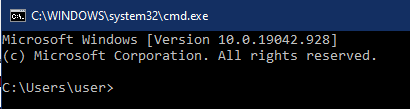 C:\WINDOWS\system32\cmd.exe
Microsoft Windows [Version 10.0.19042.928]
(c) Microsoft Corporation. All rights reserved.
C:\Users\user>